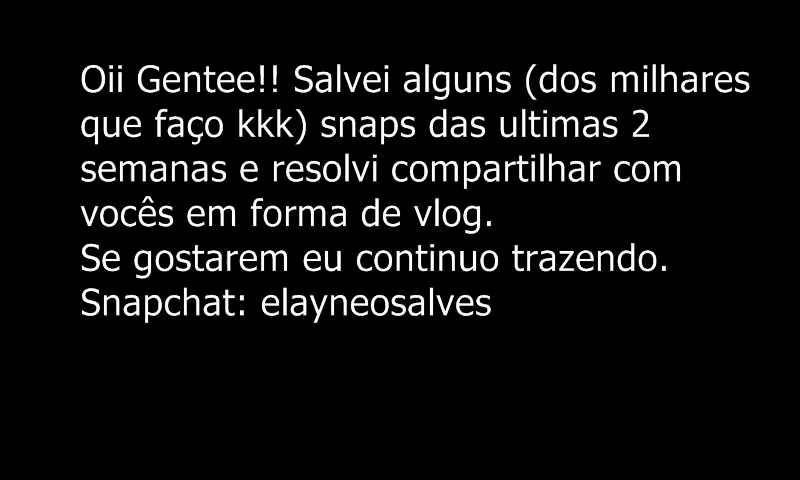 Oii Gentee!! Salvei alguns (dos milhares
que faço kkk) snaps das ultimas 2
semanas e resolvi compartilhar com
vocês em forma de vlog.
Se gostarem eu continuo trazendo.
Snapchat: elayneosalves